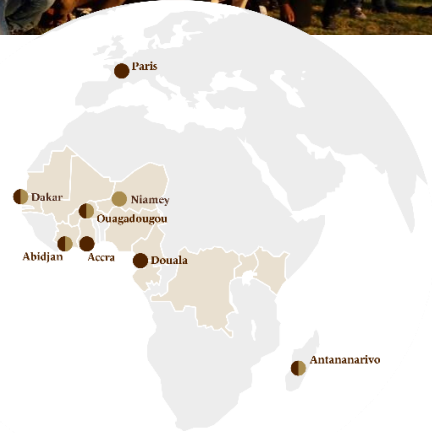 Paris
Dakar
Niamey
Ouagadougou
Abidjan
Accra
Douala
Antananarivo